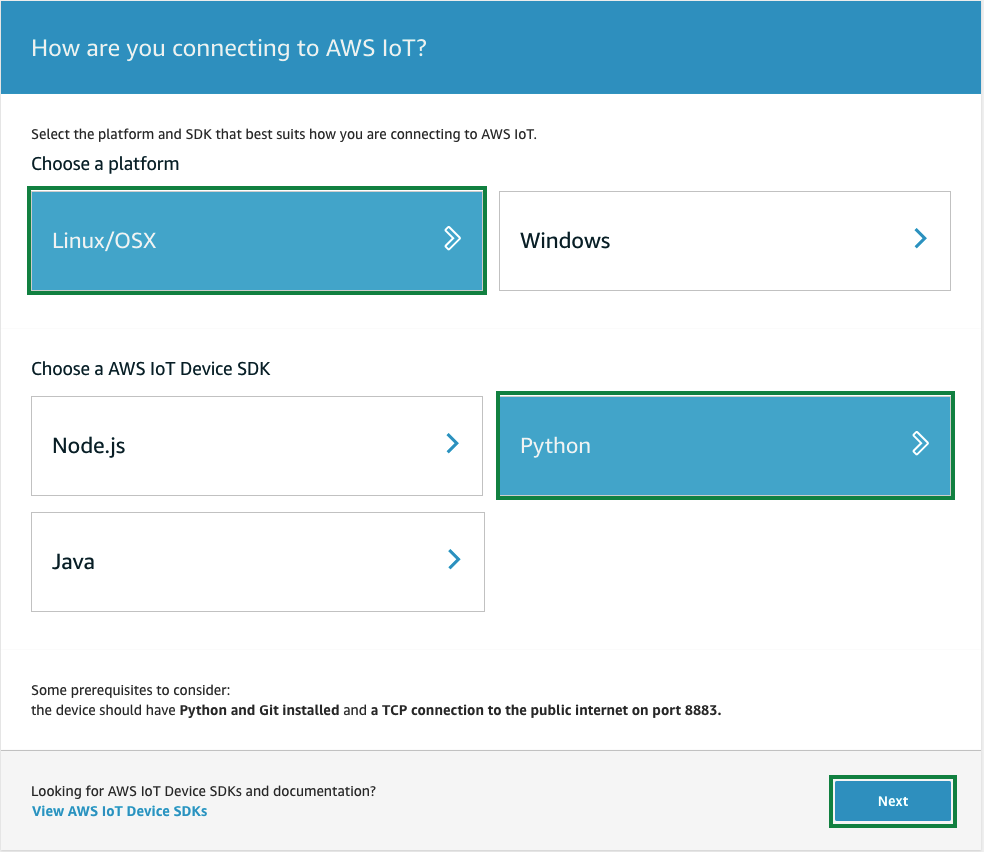 How are you connecting to AWS IoT?
Select the platform and SDK that best suits how you are connecting to AWS IoT.
Choose a platform
Linux/OSX
Windows
Choose a AWS IoT Device SDK
Node.js
Python
Java
Some prerequisites to consider:
the device should have Python and Git installed and a TCP connection to the public internet on port 8883.
Looking for AWS IoT Device SDKs and documentation?
View AWS IoT Device SDKs
Next